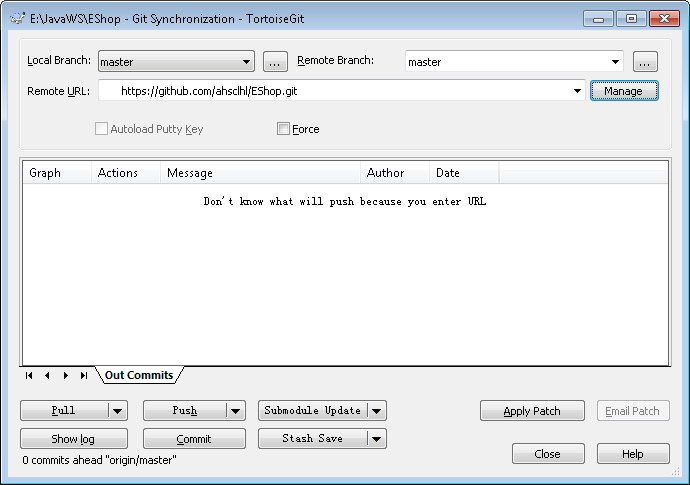 E:\JavaWS\EShop - Git Synchronization - TortoiseGit
Local Branch: master ... Remote Branch: master ...
Remote URL: https://github.com/ahsclhl/EShop.git Manage
Autoload Putty Key Force
Graph Actions Message Author Date
Don't know what will push because you enter URL
Out Commits
Pull Push Submodule Update Apply Patch Email Patch
Show log Commit Stash Save
0 commits ahead "origin/master" Close Help